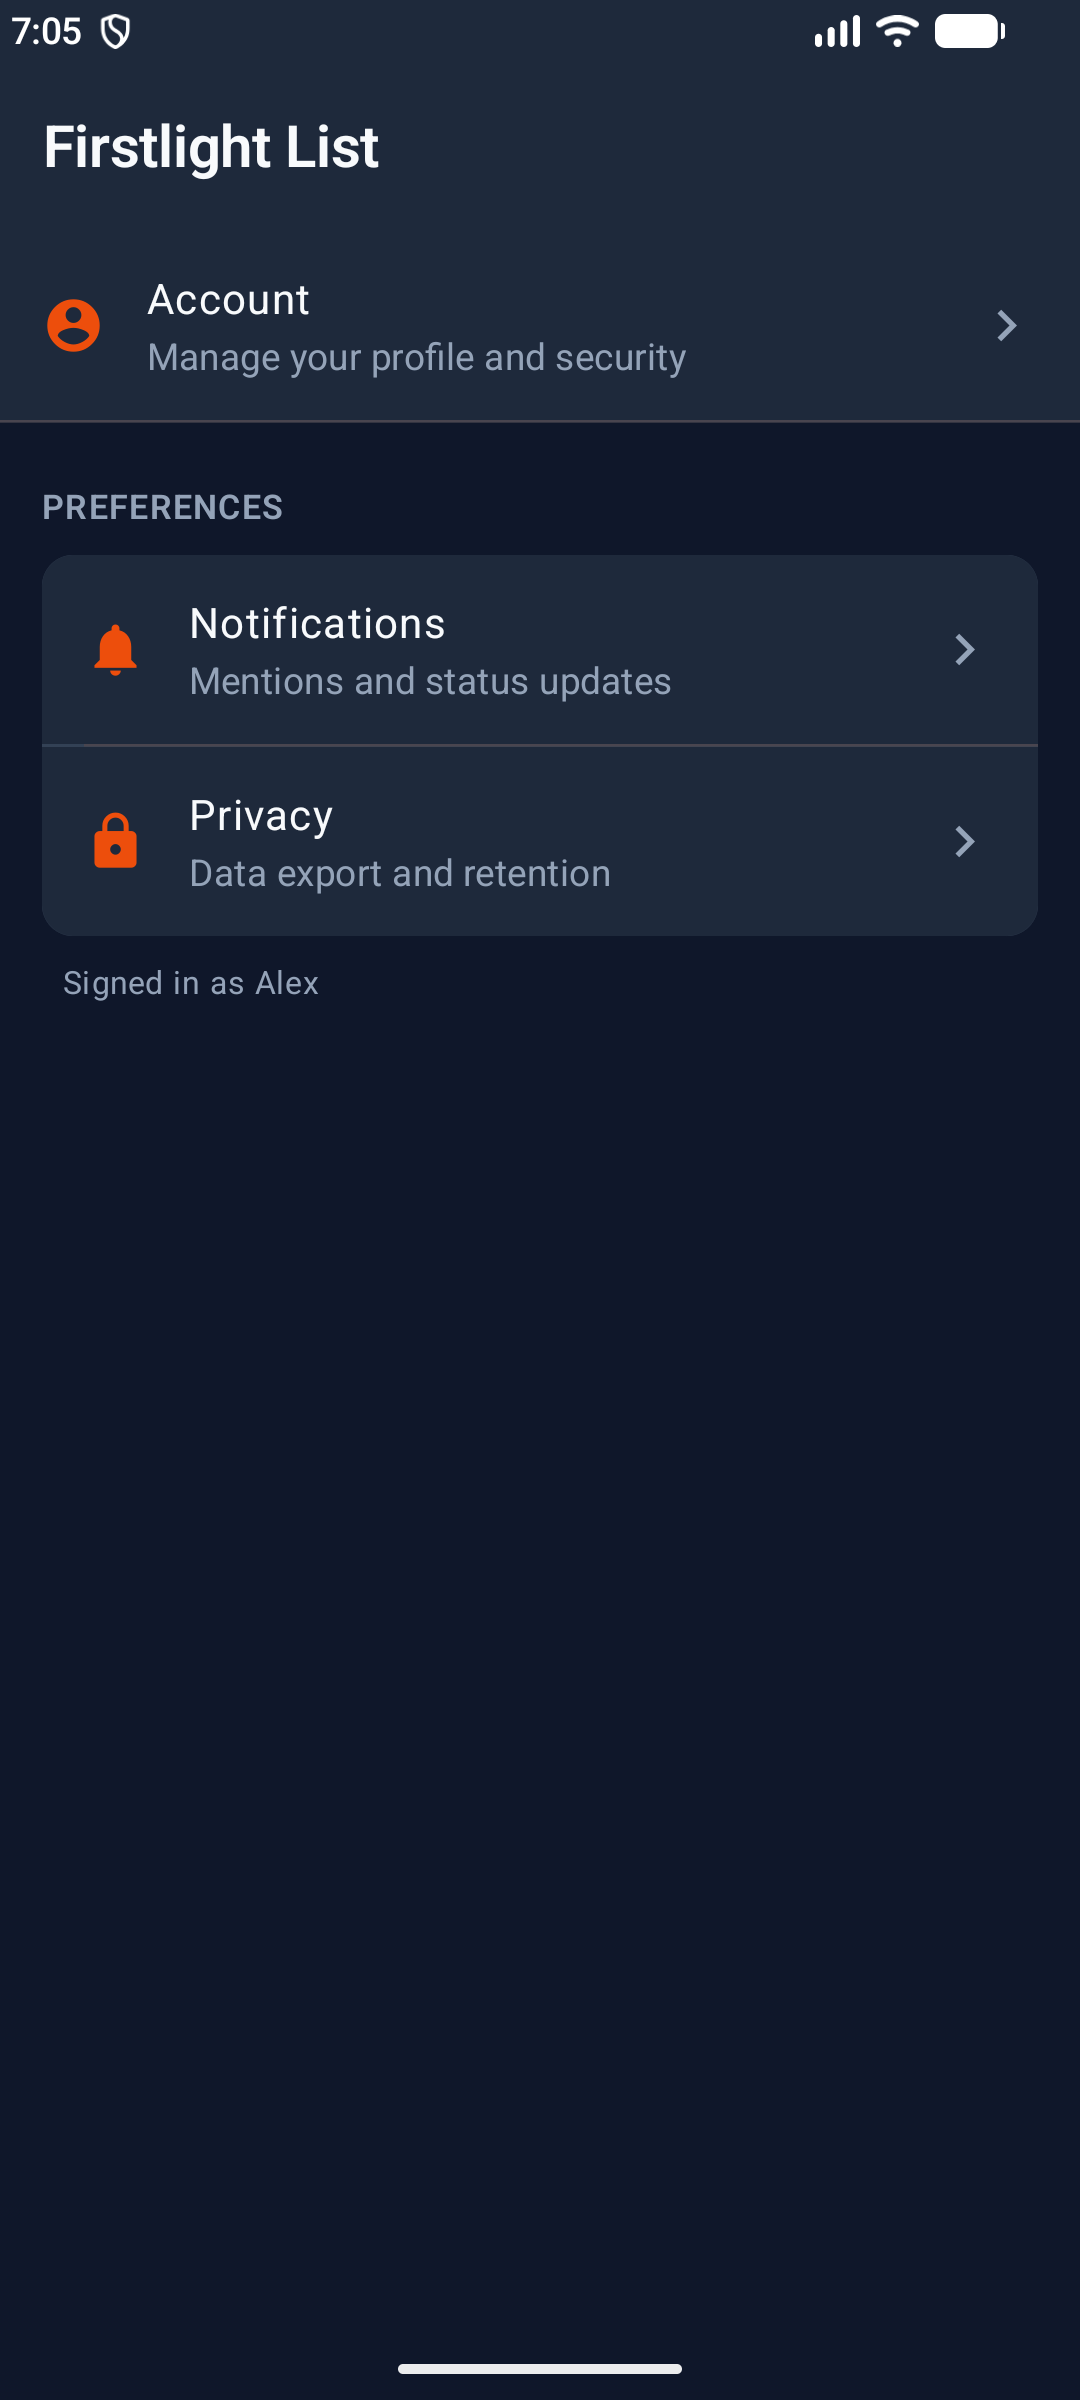 7:05
Firstlight List
Account
Manage your profile and security
PREFERENCES
Notifications
Mentions and status updates
Privacy
Data export and retention
Signed in as Alex